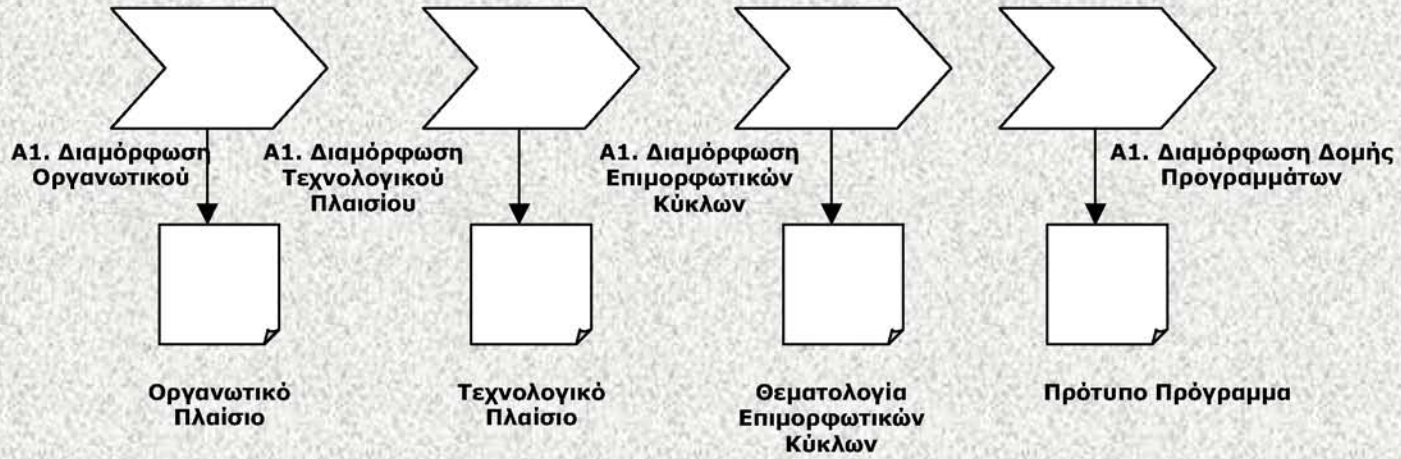 Α1. Διαμόρφωση
Οργανωτικού
Α1. Διαμόρφωση
Τεχνολογικού
Πλαισίου
Α1. Διαμόρφωση
Επιμορφωτικών
Κύκλων
Α1. Διαμόρφωση Δομής
Προγραμμάτων
Οργανωτικό
Πλαίσιο
Τεχνολογικό
Πλαίσιο
Θεματολογία
Επιμορφωτικών
Κύκλων
Πρότυπο Πρόγραμμα